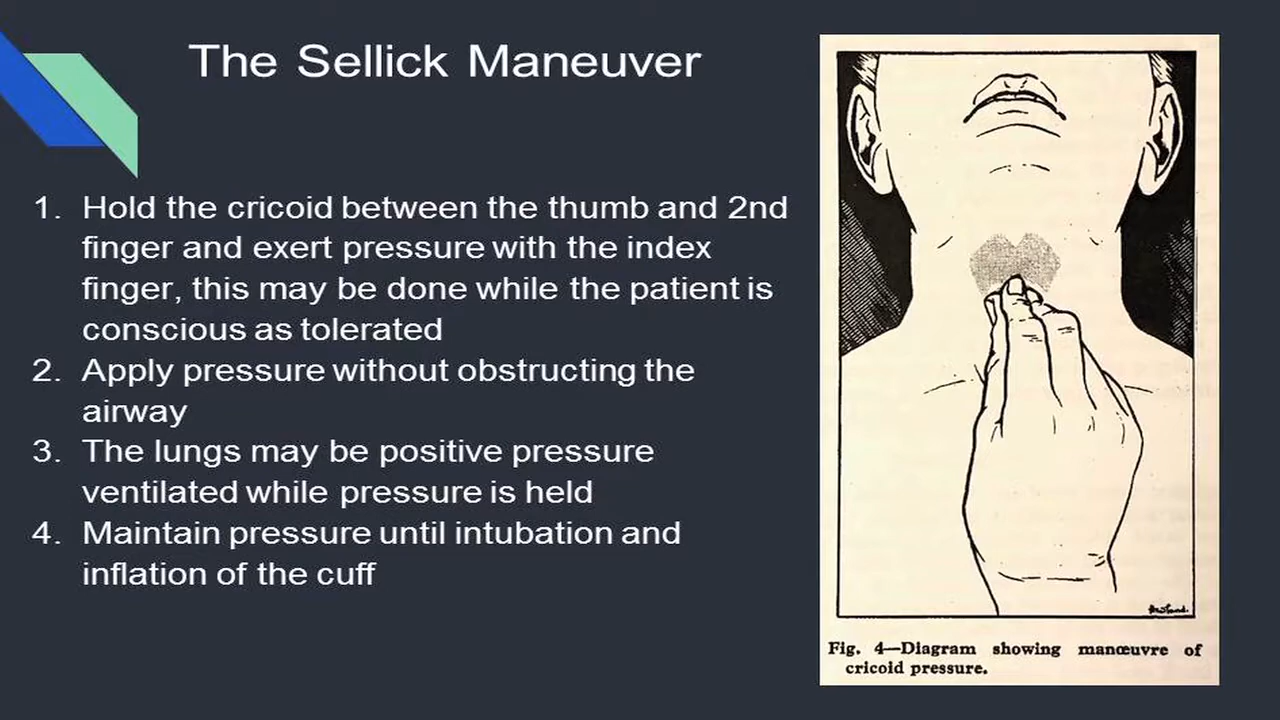 The Sellick Maneuver
1. Hold the cricoid between the thumb and 2nd
finger and exert pressure with the index
finger, this may be done while the patient is
conscious as tolerated
2. Apply pressure without obstructing the
airway
3. The lungs may be positive pressure
ventilated while pressure is held
4. Maintain pressure until intubation and
inflation of the cuff
Fig. 4—Diagram showing manœuvre of
cricoid pressure.